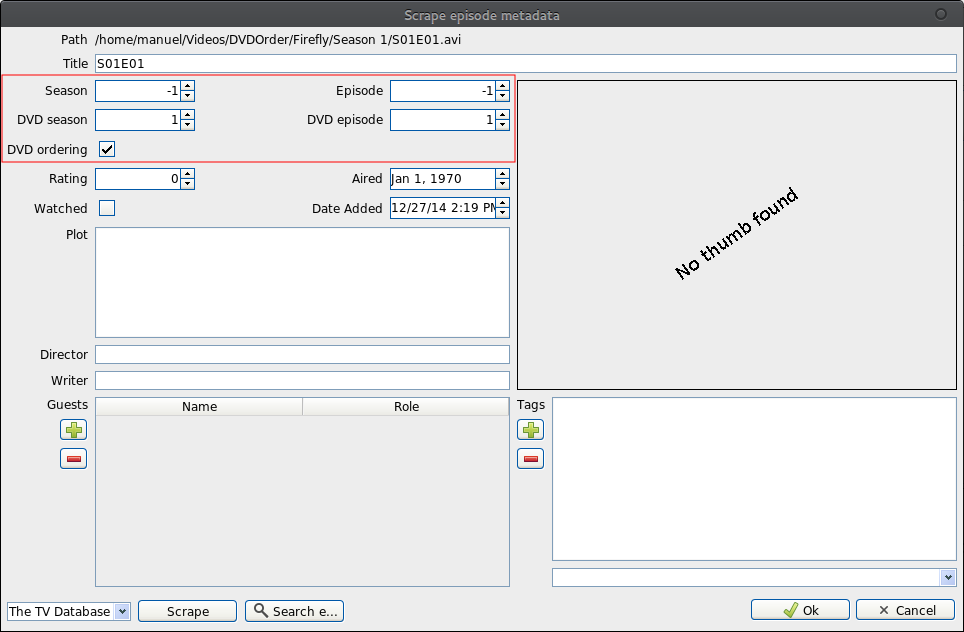 Scrape episode metadata
Path /home/manuel/Videos/DVDOrder/Firefly/Season 1/S01E01.avi
Title S01E01
Season -1 Episode -1
DVD season 1 DVD episode 1
DVD ordering
Rating 0 Aired Jan 1, 1970
Watched Date Added 12/27/14 2:19 PM
Plot
No thumb found
Director
Writer
Guests Name Role Tags
The TV Database Scrape Search e... Ok Cancel